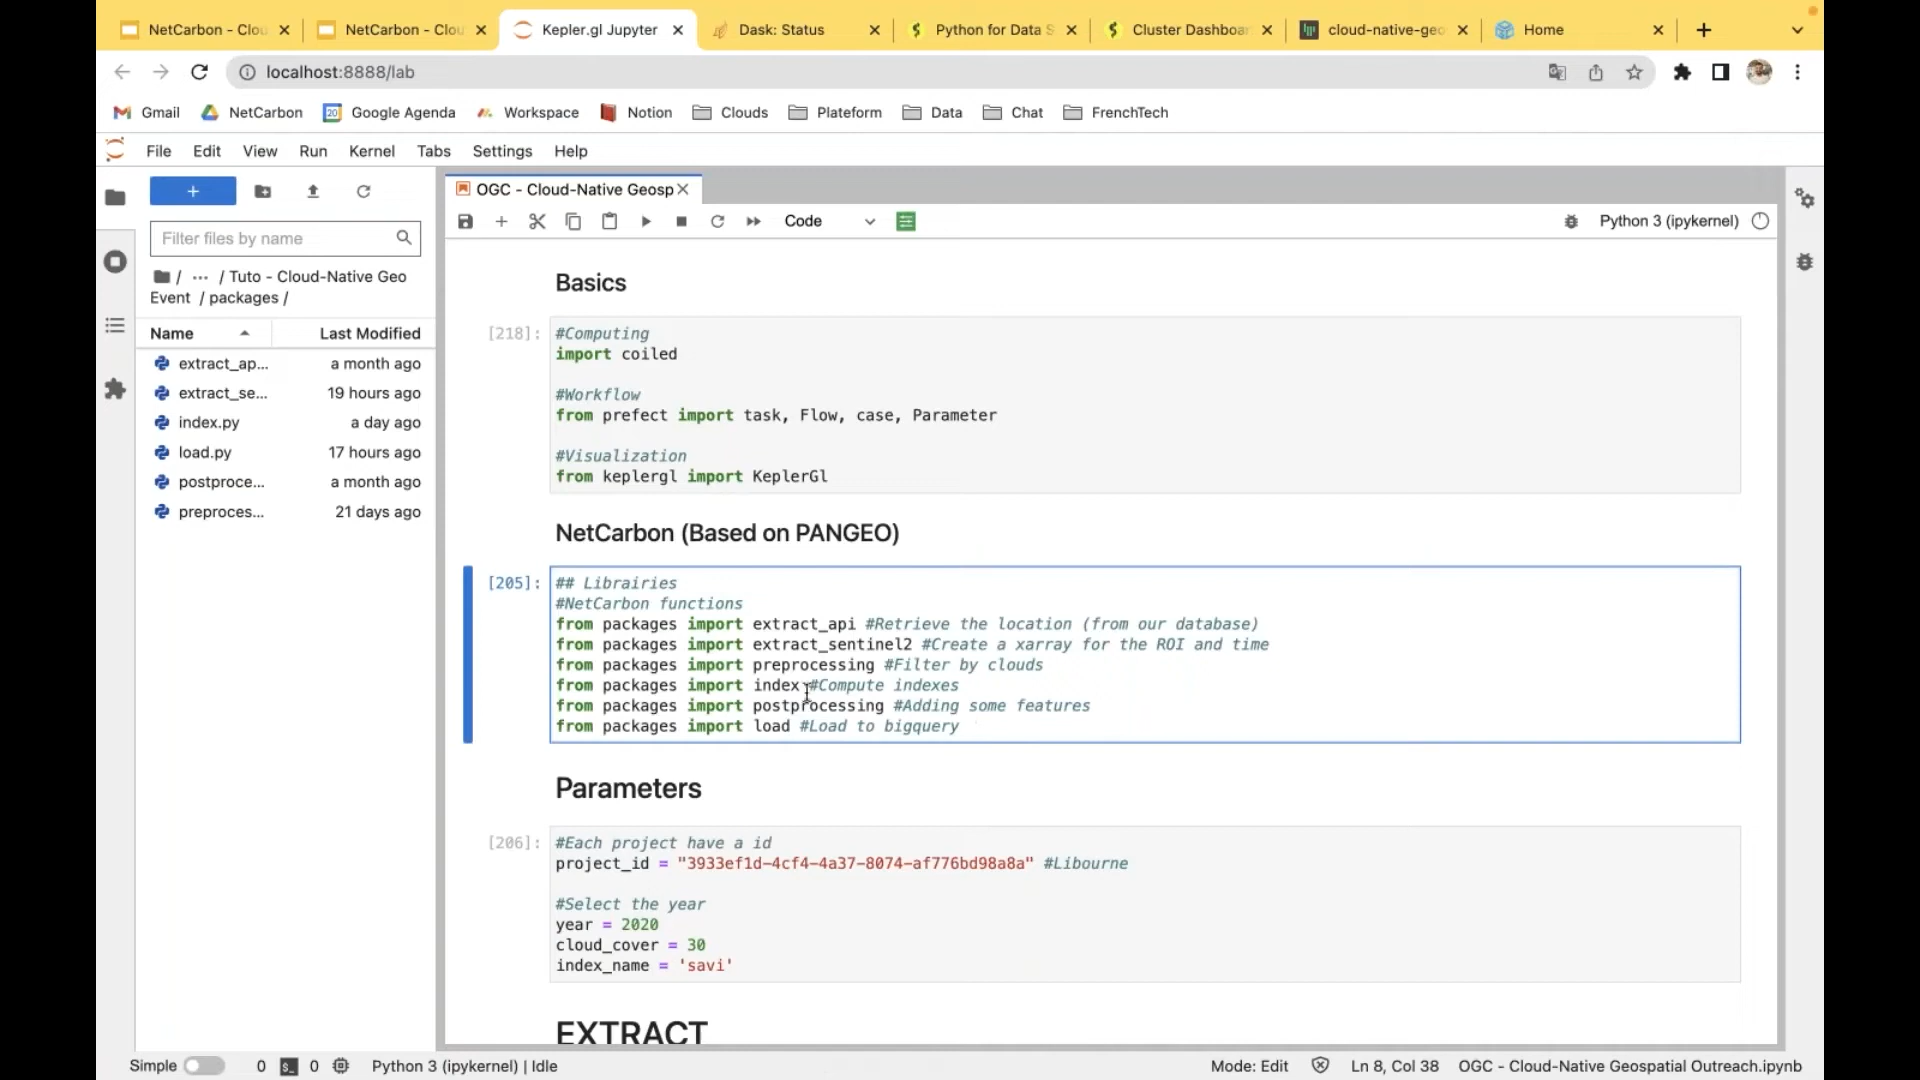 NetCarbon - Clou
NetCarbon - Clou
Kepler.gl Jupyter
Dask: Status
Python for Data S
Cluster Dashboar
cloud-native-geo
Home
localhost:8888/lab
Gmail
NetCarbon
Google Agenda
Workspace
Notion
Clouds
Plateform
Data
Chat
FrenchTech
File Edit View Run Kernel Tabs Settings Help
OGC - Cloud-Native Geosp
Code
Python 3 (ipykernel)
Filter files by name
/ ··· / Tuto - Cloud-Native Geo
Event / packages /
Name Last Modified
extract_ap... a month ago
extract_se... 19 hours ago
index.py a day ago
load.py 17 hours ago
postproce... a month ago
preproces... 21 days ago
Basics
[218]: #Computing
import coiled
#Workflow
from prefect import task, Flow, case, Parameter
#Visualization
from keplergl import KeplerGl
NetCarbon (Based on PANGEO)
[205]: ## Librairies
#NetCarbon functions
from packages import extract_api #Retrieve the location (from our database)
from packages import extract_sentinel2 #Create a xarray for the ROI and time
from packages import preprocessing #Filter by clouds
from packages import index #Compute indexes
from packages import postprocessing #Adding some features
from packages import load #Load to bigquery
Parameters
[206]: #Each project have a id
project_id = "3933ef1d-4cf4-4a37-8074-af776bd98a8a" #Libourne
#Select the year
year = 2020
cloud_cover = 30
index_name = 'savi'
EXTRACT
Simple 0 0 Python 3 (ipykernel) | Idle Mode: Edit Ln 8, Col 38 OGC - Cloud-Native Geospatial Outreach.ipynb